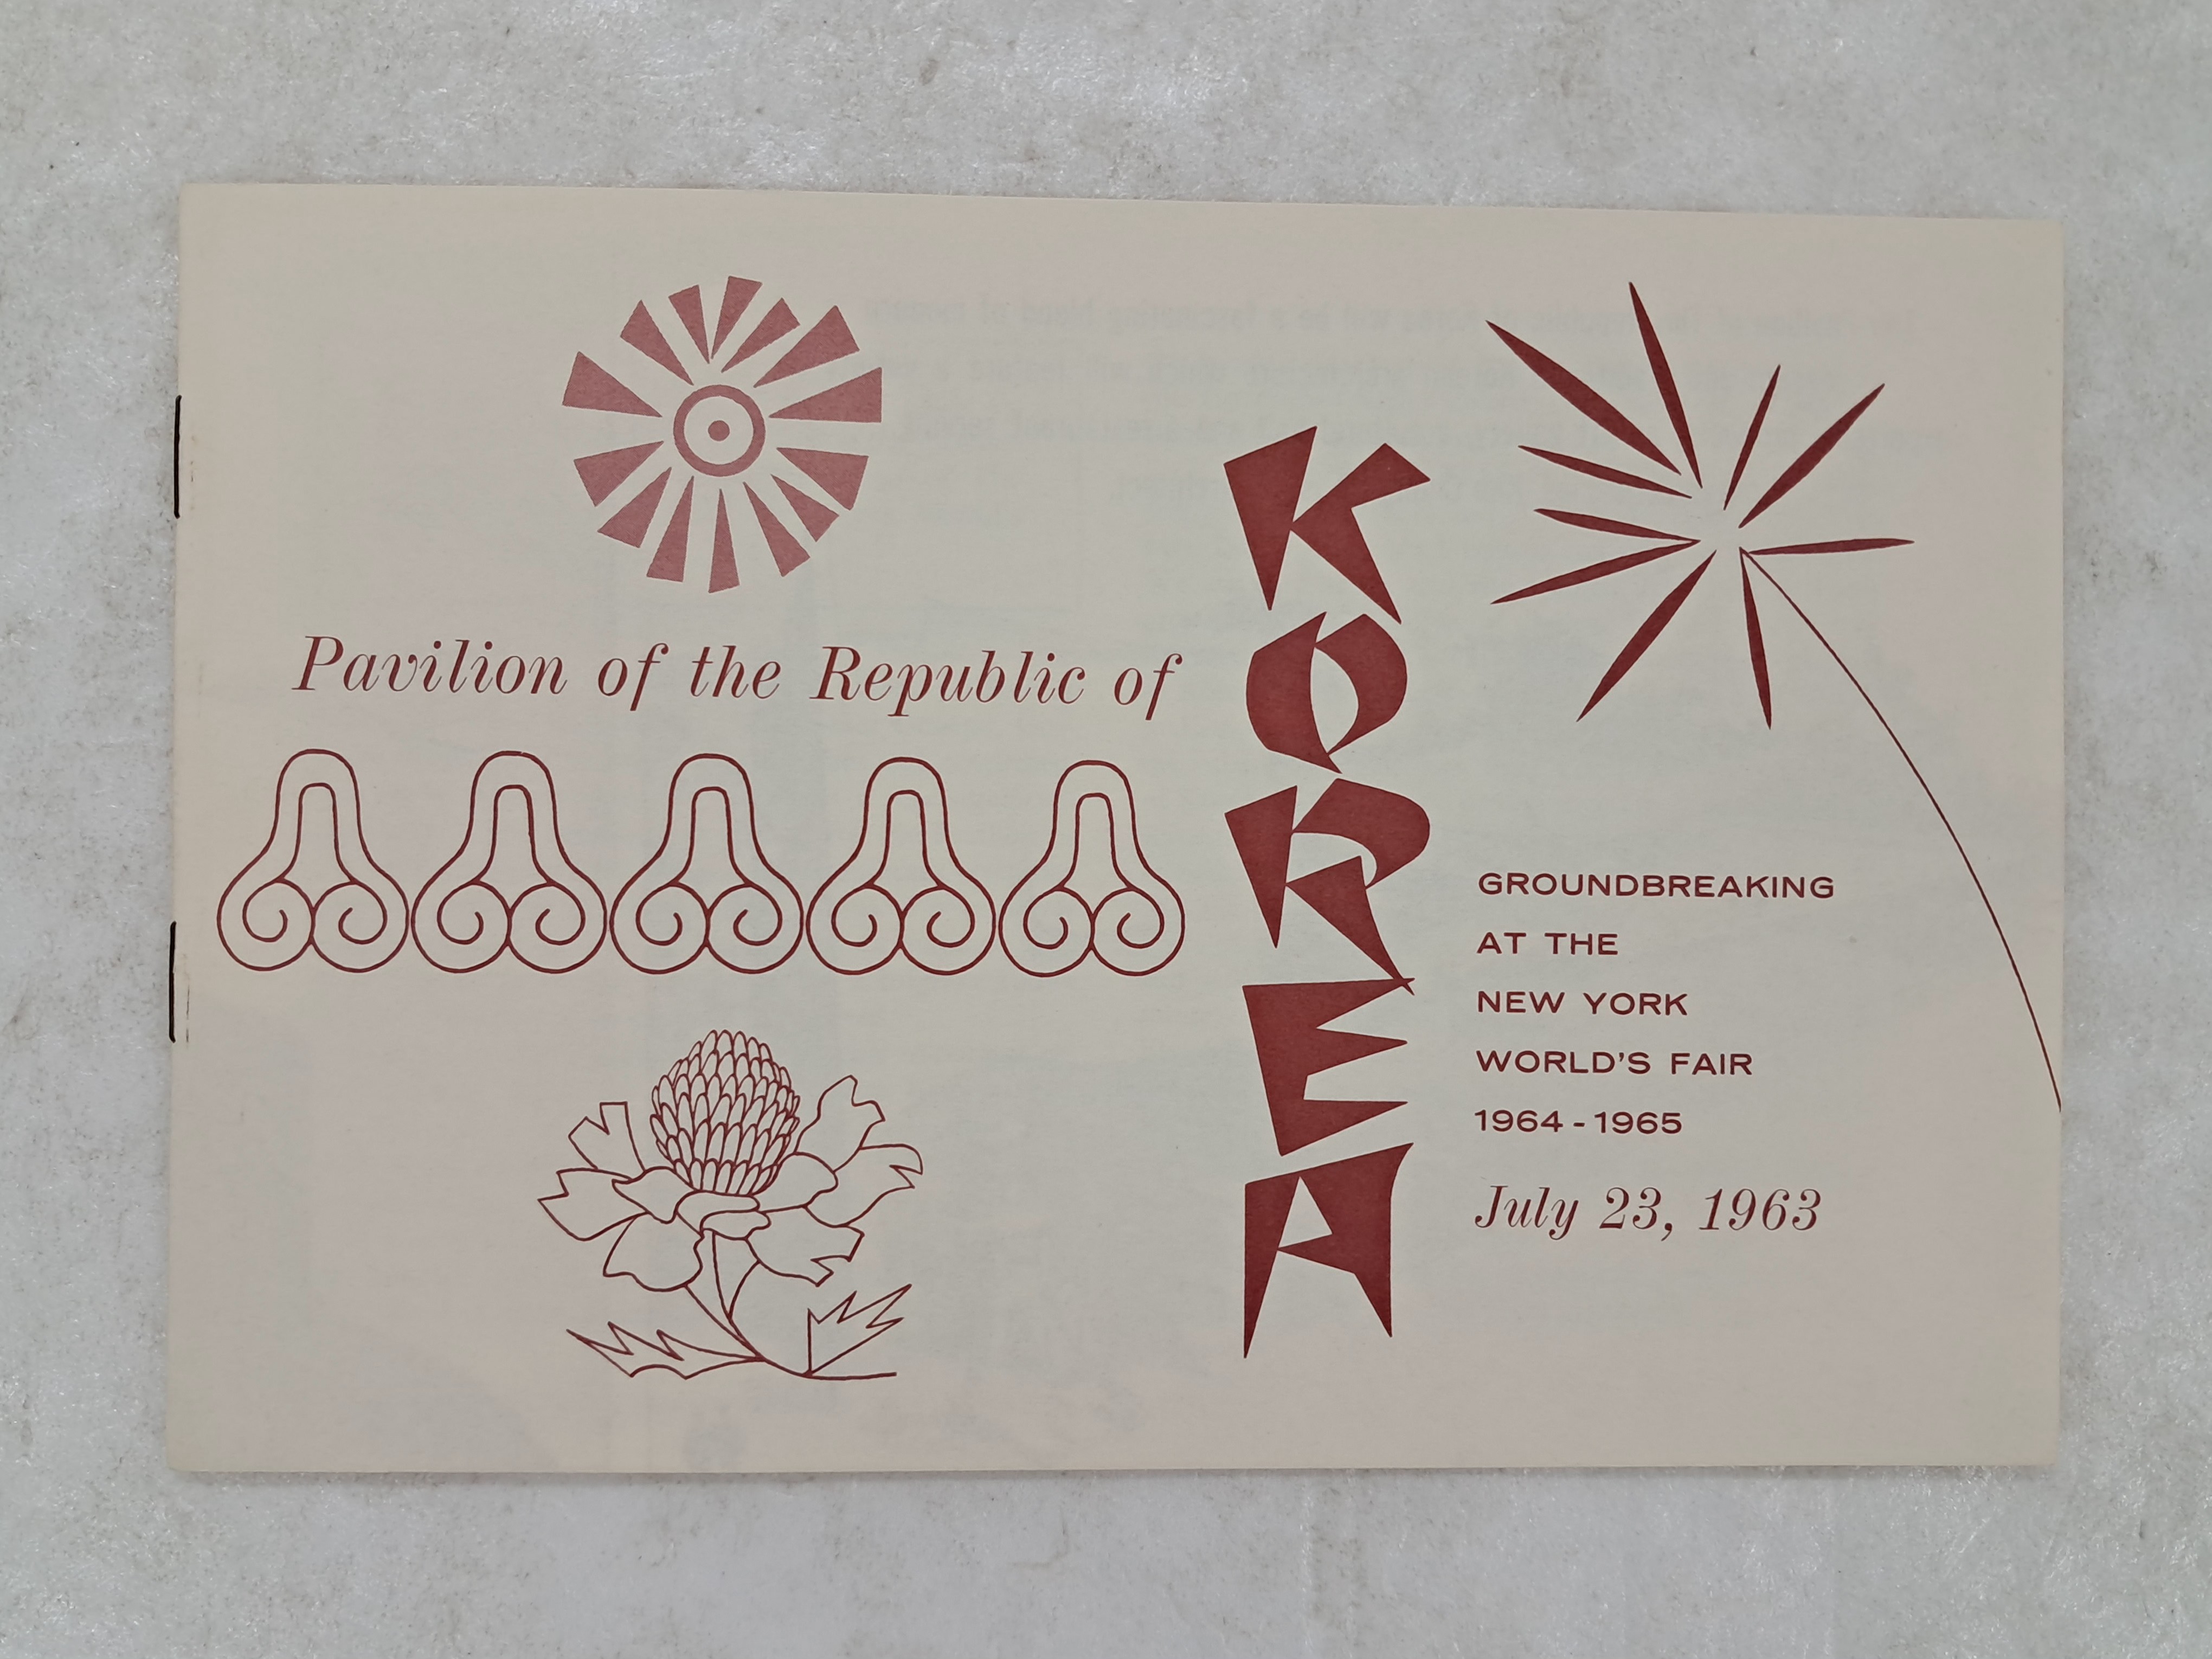 Pavilion of the Republic of
KOREA
GROUNDBREAKING
AT THE
NEW YORK
WORLD'S FAIR
1964-1965
July 23, 1963